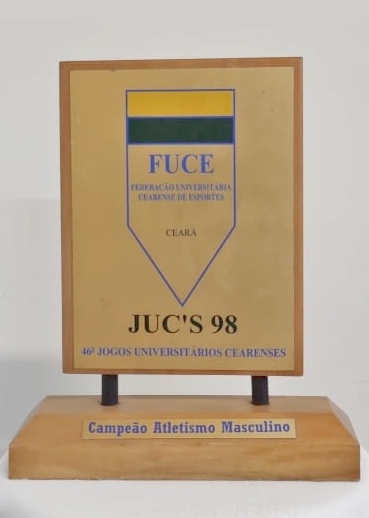 FUCE
FEDERAÇÃO UNIVERSITÁRIA
CEARENSE DE ESPORTES
CEARÁ
JUC'S 98
46º JOGOS UNIVERSITÁRIOS CEARENSES
Campeão Atletismo Masculino